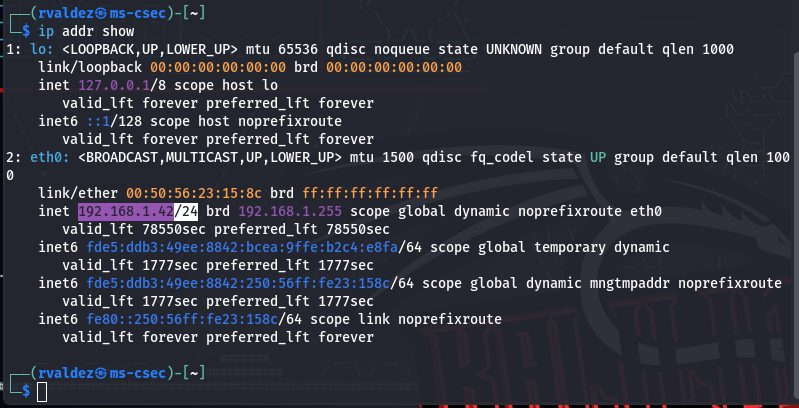 ┌──(rvaldez㉿ms-csec)-[~]
└─$ ip addr show
1: lo: <LOOPBACK,UP,LOWER_UP> mtu 65536 qdisc noqueue state UNKNOWN group default qlen 1000
link/loopback 00:00:00:00:00:00 brd 00:00:00:00:00:00
inet 127.0.0.1/8 scope host lo
valid_lft forever preferred_lft forever
inet6 ::1/128 scope host noprefixroute
valid_lft forever preferred_lft forever
2: eth0: <BROADCAST,MULTICAST,UP,LOWER_UP> mtu 1500 qdisc fq_codel state UP group default qlen 100
0
link/ether 00:50:56:23:15:8c brd ff:ff:ff:ff:ff:ff
inet 192.168.1.42/24 brd 192.168.1.255 scope global dynamic noprefixroute eth0
valid_lft 78550sec preferred_lft 78550sec
inet6 fde5:ddb3:49ee:8842:bcea:9ffe:b2c4:e8fa/64 scope global temporary dynamic
valid_lft 1777sec preferred_lft 1777sec
inet6 fde5:ddb3:49ee:8842:250:56ff:fe23:158c/64 scope global dynamic mngtmpaddr noprefixroute
valid_lft 1777sec preferred_lft 1777sec
inet6 fe80::250:56ff:fe23:158c/64 scope link noprefixroute
valid_lft forever preferred_lft forever
┌──(rvaldez㉿ms-csec)-[~]
└─$